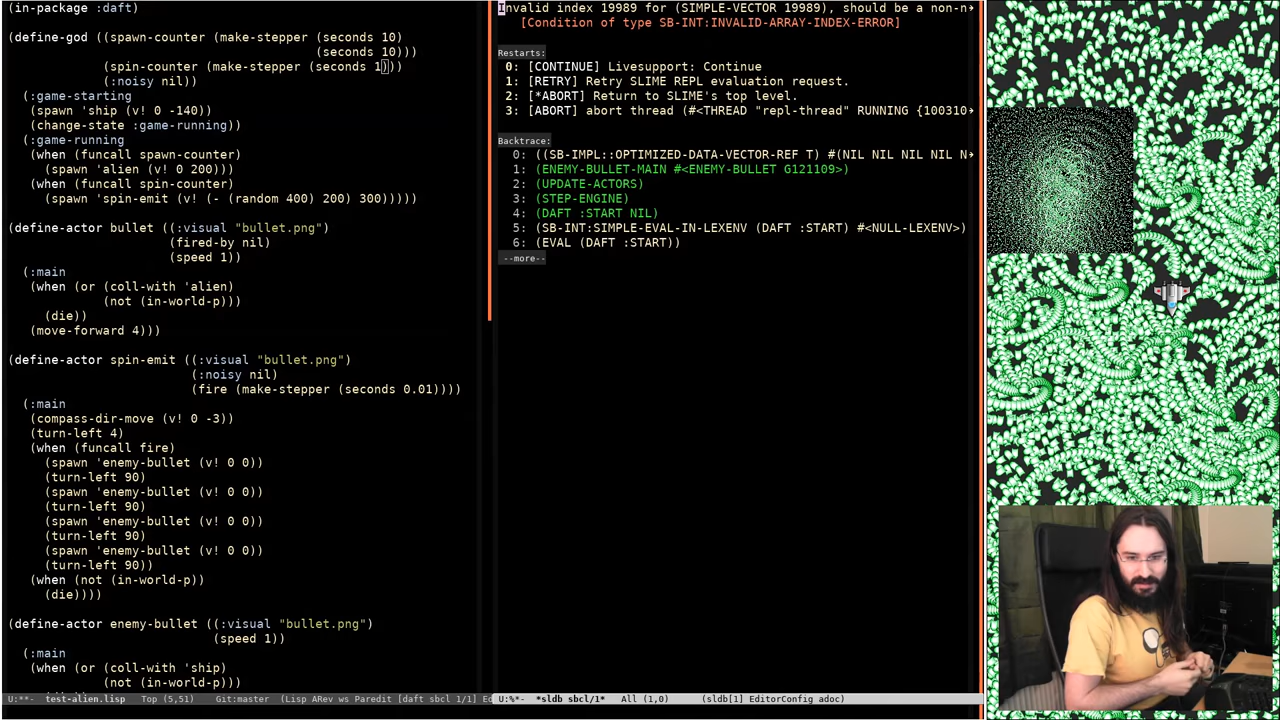 (in-package :daft)
(define-god ((spawn-counter (make-stepper (seconds 10)
(seconds 10)))
(spin-counter (make-stepper (seconds 1)))
(:noisy nil))
(:game-starting
(spawn 'ship (v! 0 -140))
(change-state :game-running))
(:game-running
(when (funcall spawn-counter)
(spawn 'alien (v! 0 200)))
(when (funcall spin-counter)
(spawn 'spin-emit (v! (- (random 400) 200) 300)))))
(define-actor bullet ((:visual "bullet.png")
(fired-by nil)
(speed 1))
(:main
(when (or (coll-with 'alien)
(not (in-world-p)))
(die))
(move-forward 4)))
(define-actor spin-emit ((:visual "bullet.png")
(:noisy nil)
(fire (make-stepper (seconds 0.01))))
(:main
(compass-dir-move (v! 0 -3))
(turn-left 4)
(when (funcall fire)
(spawn 'enemy-bullet (v! 0 0))
(turn-left 90)
(spawn 'enemy-bullet (v! 0 0))
(turn-left 90)
(spawn 'enemy-bullet (v! 0 0))
(turn-left 90)
(spawn 'enemy-bullet (v! 0 0))
(turn-left 90))
(when (not (in-world-p))
(die))))
(define-actor enemy-bullet ((:visual "bullet.png")
(speed 1))
(:main
(when (or (coll-with 'ship)
(not (in-world-p)))
U:**- test-alien.lisp Top (5,51) Git:master (Lisp ARev ws Paredit [daft sbcl 1/1] Ed
Invalid index 19989 for (SIMPLE-VECTOR 19989), should be a non-n
[Condition of type SB-INT:INVALID-ARRAY-INDEX-ERROR]
Restarts:
0: [CONTINUE] Livesupport: Continue
1: [RETRY] Retry SLIME REPL evaluation request.
2: [*ABORT] Return to SLIME's top level.
3: [ABORT] abort thread (#<THREAD "repl-thread" RUNNING {100310
Backtrace:
0: ((SB-IMPL::OPTIMIZED-DATA-VECTOR-REF T) #(NIL NIL NIL NIL N
1: (ENEMY-BULLET-MAIN #<ENEMY-BULLET G121109>)
2: (UPDATE-ACTORS)
3: (STEP-ENGINE)
4: (DAFT :START NIL)
5: (SB-INT:SIMPLE-EVAL-IN-LEXENV (DAFT :START) #<NULL-LEXENV>)
6: (EVAL (DAFT :START))
--more--
U:%*- *sldb sbcl/1* All (1,0) (sldb[1] EditorConfig adoc)